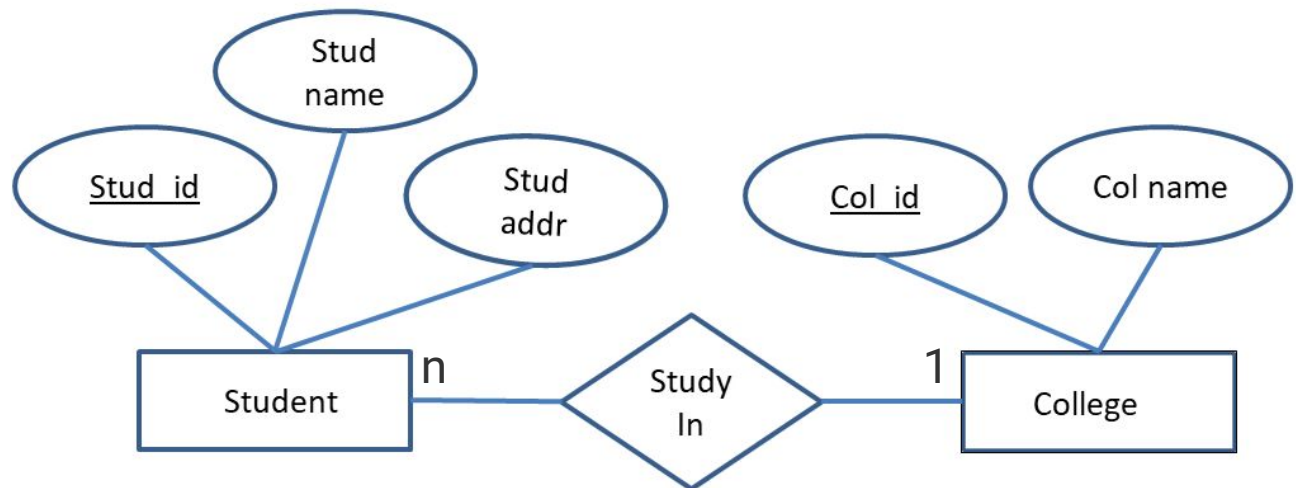 Stud
name
Stud_id
Stud
addr
Col_id
Col name
Student
n
Study
In
1
College